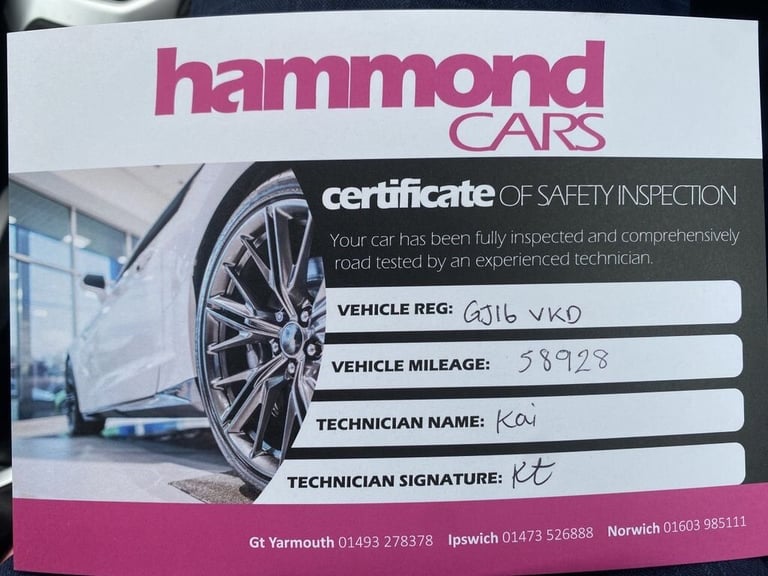 hammond
CARS
certificate OF SAFETY INSPECTION
Your car has been fully inspected and comprehensively
road tested by an experienced technician.
VEHICLE REG: GJ16 VKD
VEHICLE MILEAGE: 58928
TECHNICIAN NAME: Kai
TECHNICIAN SIGNATURE: Kt
Gt Yarmouth 01493 278378 Ipswich 01473 526888 Norwich 01603 985111